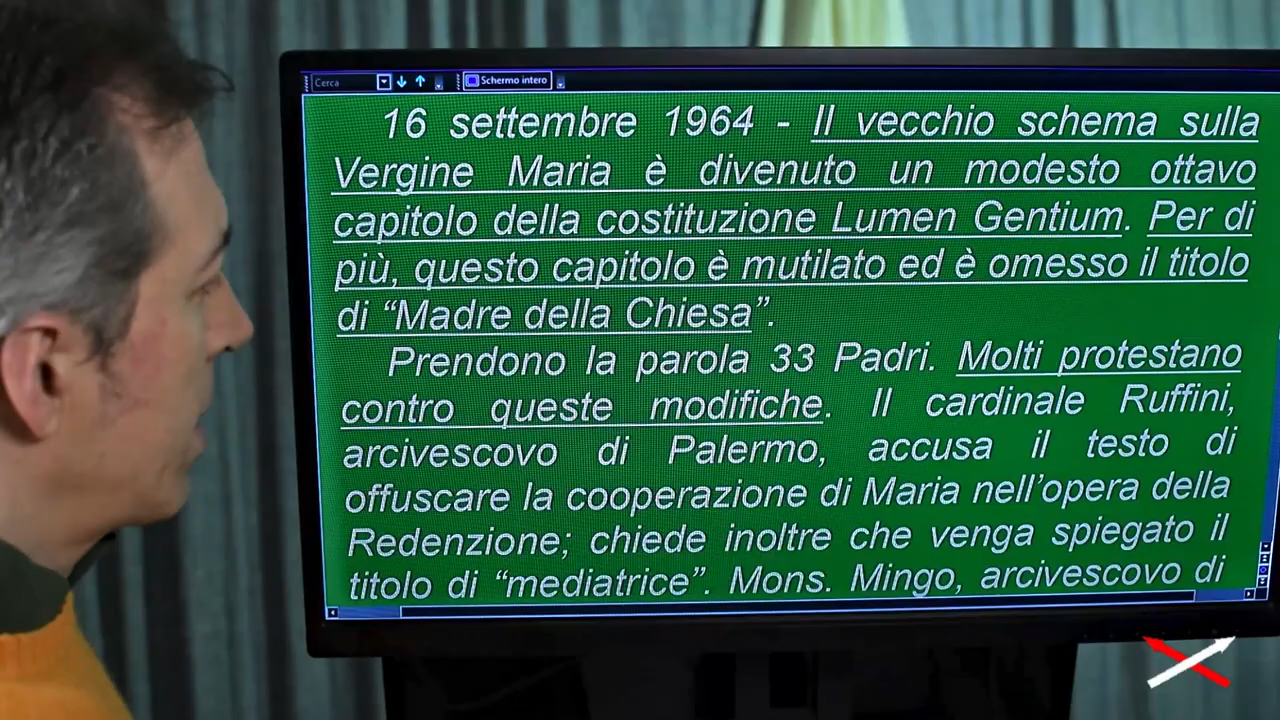 Cerca
Schermo intero
16 settembre 1964 - Il vecchio schema sulla
Vergine Maria è divenuto un modesto ottavo
capitolo della costituzione Lumen Gentium. Per di
più, questo capitolo è mutilato ed è omesso il titolo
di “Madre della Chiesa”.
Prendono la parola 33 Padri. Molti protestano
contro queste modifiche. Il cardinale Ruffini,
arcivescovo di Palermo, accusa il testo di
offuscare la cooperazione di Maria nell’opera della
Redenzione; chiede inoltre che venga spiegato il
titolo di “mediatrice”. Mons. Mingo, arcivescovo di